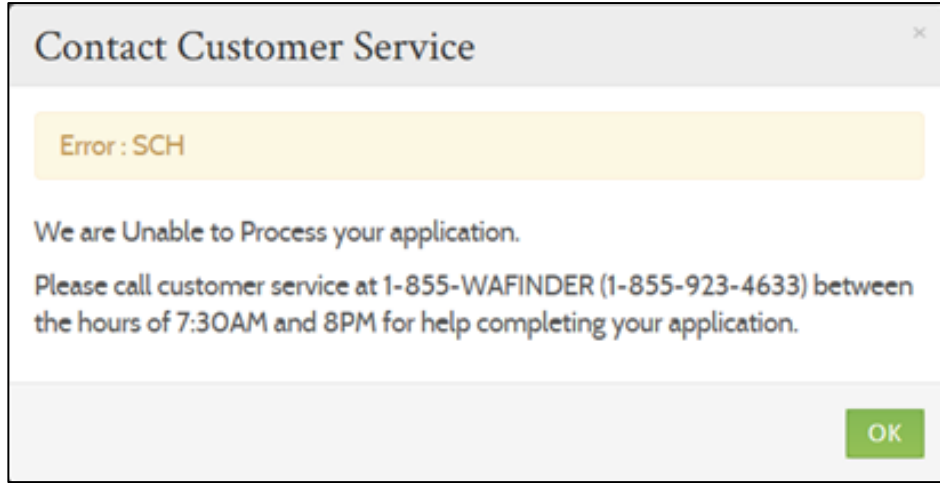 Contact Customer Service
×
Error : SCH
We are Unable to Process your application.
Please call customer service at 1-855-WAFINDER (1-855-923-4633) between
the hours of 7:30AM and 8PM for help completing your application.
OK